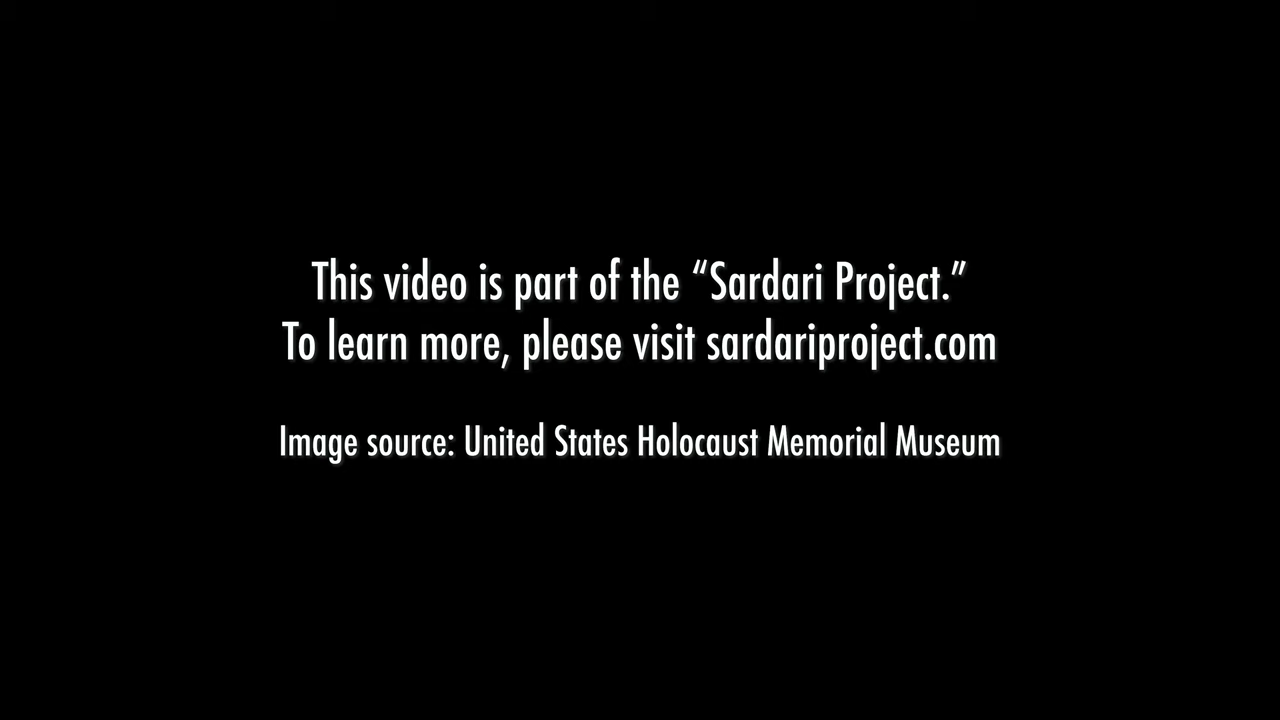 This video is part of the “Sardari Project.”
To learn more, please visit sardariproject.com
Image source: United States Holocaust Memorial Museum